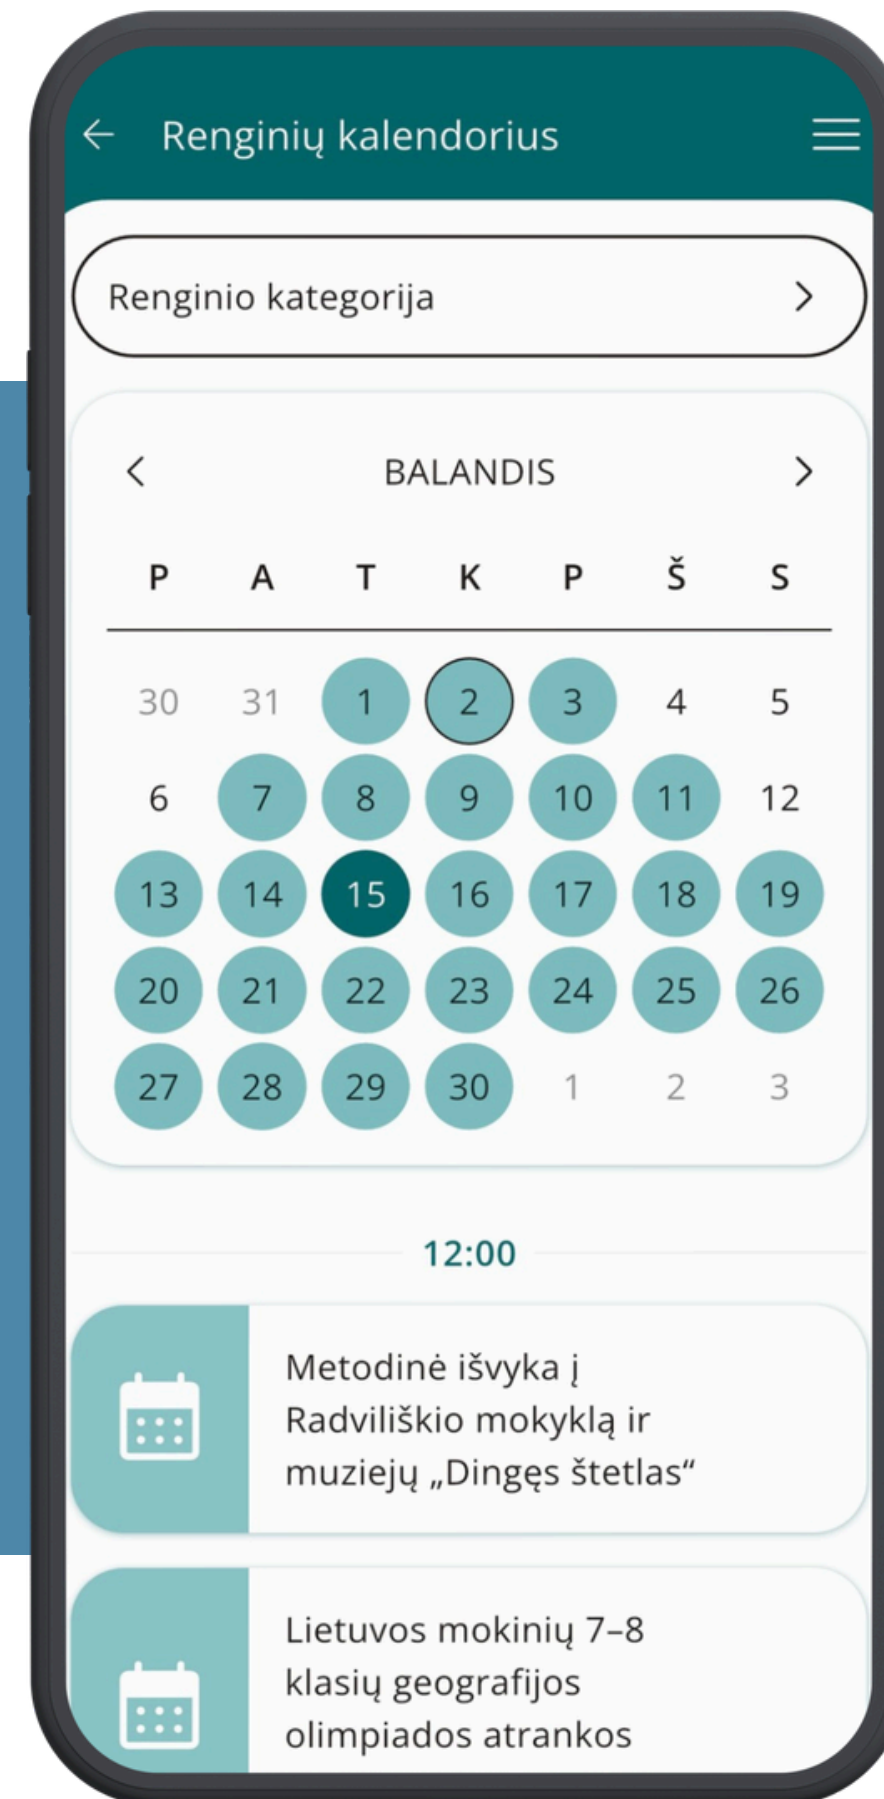 Renginių kalendorius
Renginio kategorija
BALANDIS
P A T K P Š S
30 31 1 2 3 4 5
6 7 8 9 10 11 12
13 14 15 16 17 18 19
20 21 22 23 24 25 26
27 28 29 30 1 2 3
12:00
Metodinė išvyka į
Radviliškio mokyklą ir
muziejų „Dingęs štetlas“
Lietuvos mokinių 7–8
klasių geografijos
olimpiados atrankos